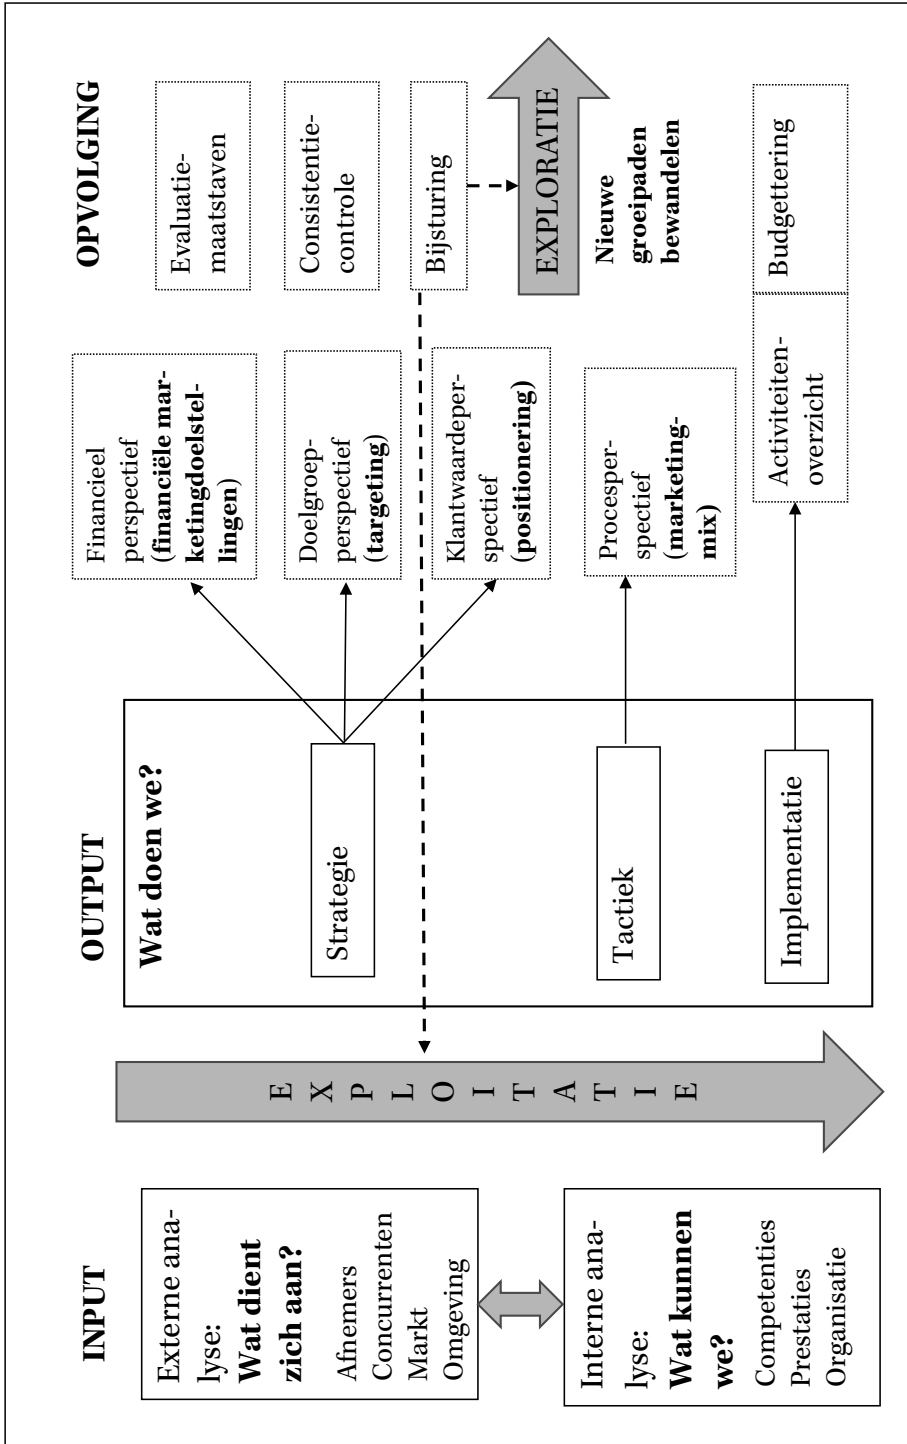 INPUT
Externe ana-
lyse:
Wat dient
zich aan?
Afnemers
Concurrenten
Markt
Omgeving
Interne ana-
lyse:
Wat kunnen
we?
Competenties
Prestaties
Organisatie
E X P L O I T A T I E
OUTPUT
Wat doen we?
Strategie
Tactiek
Implementatie
Financieel
perspectief
(financiële mar-
ketingdoelstel-
lingen)
Doelgroep-
perspectief
(targeting)
Klantwaardeper-
spectief
(positionering)
Procesper-
spectief
(marketing-
mix)
Activiteiten-
overzicht
OPVOLGING
Evaluatie-
maatstaven
Consistentie-
controle
Bijsturing
EXPLORATIE
Nieuwe
groeipaden
bewandelen
Budgettering